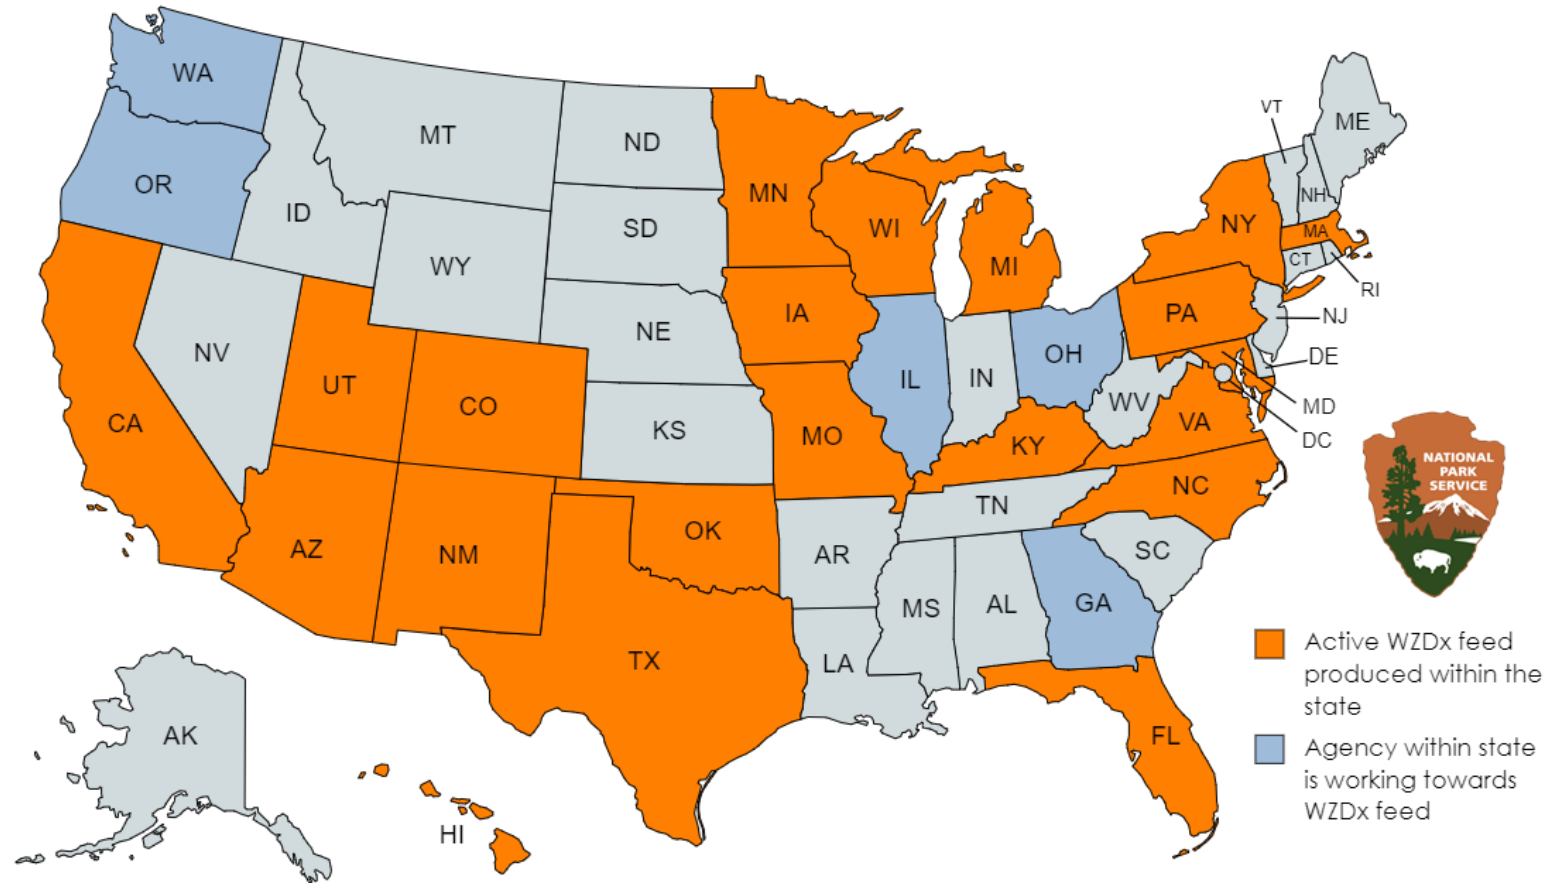 WA
MT
ND
VT
ME
OR
MN
ID
SD
WI
NH
NY
MA
WY
MI
CT
RI
IA
PA
NJ
NE
NV
OH
DE
UT
IL
IN
CO
WV
MD
CA
KS
MO
KY
VA
DC
NATIONAL
PARK
SERVICE
NC
TN
OK
AZ
NM
AR
SC
MS
AL
GA
TX
LA
Active WZDx feed
produced within the
state
AK
FL
Agency within state
is working towards
WZDx feed
HI